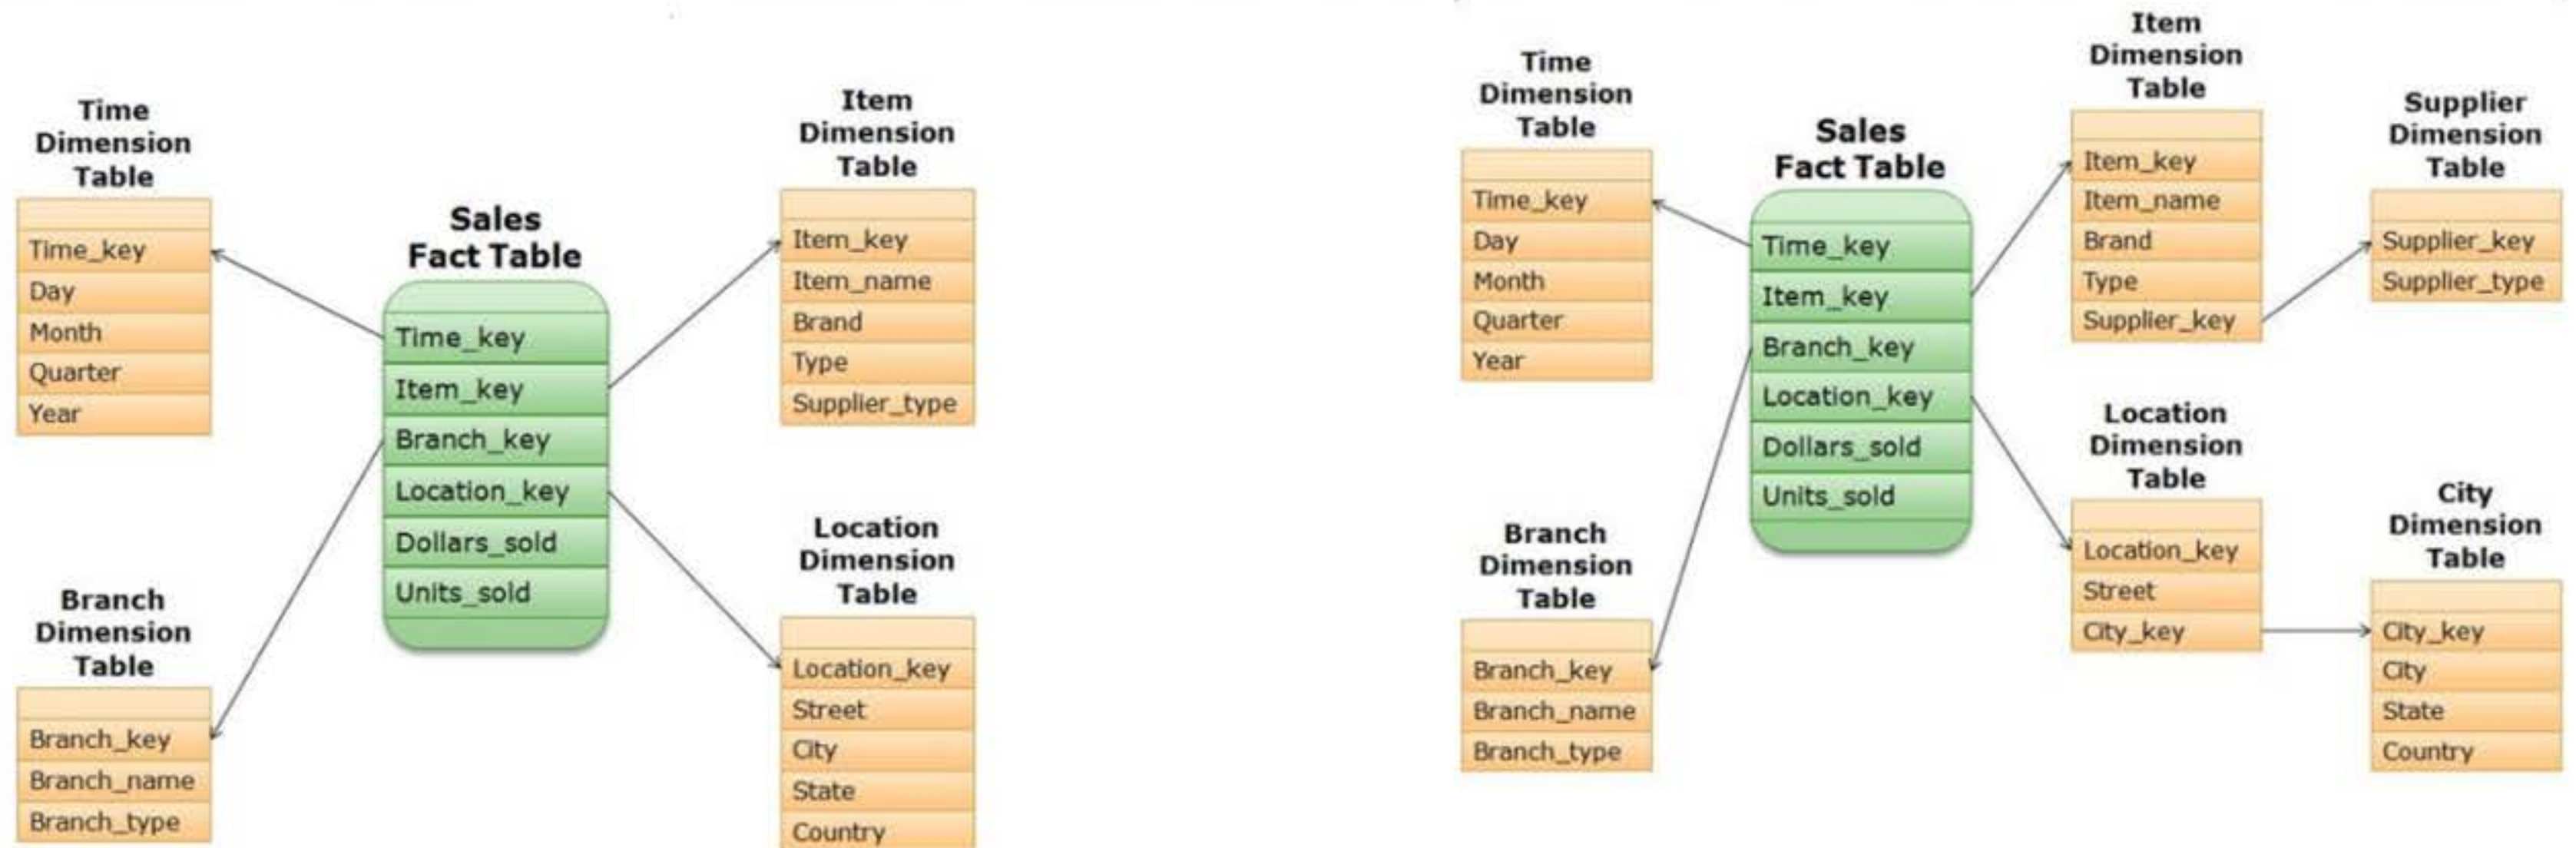 Time
Dimension
Table
Time_key
Day
Month
Quarter
Year
Sales
Fact Table
Time_key
Item_key
Branch_key
Location_key
Dollars_sold
Units_sold
Item
Dimension
Table
Item_key
Item_name
Brand
Type
Supplier_type
Branch
Dimension
Table
Branch_key
Branch_name
Branch_type
Location
Dimension
Table
Location_key
Street
City
State
Country
Time
Dimension
Table
Time_key
Day
Month
Quarter
Year
Sales
Fact Table
Time_key
Item_key
Branch_key
Location_key
Dollars_sold
Units_sold
Item
Dimension
Table
Item_key
Item_name
Brand
Type
Supplier_key
Supplier
Dimension
Table
Supplier_key
Supplier_type
Branch
Dimension
Table
Branch_key
Branch_name
Branch_type
Location
Dimension
Table
Location_key
Street
City_key
City
Dimension
Table
City_key
City
State
Country